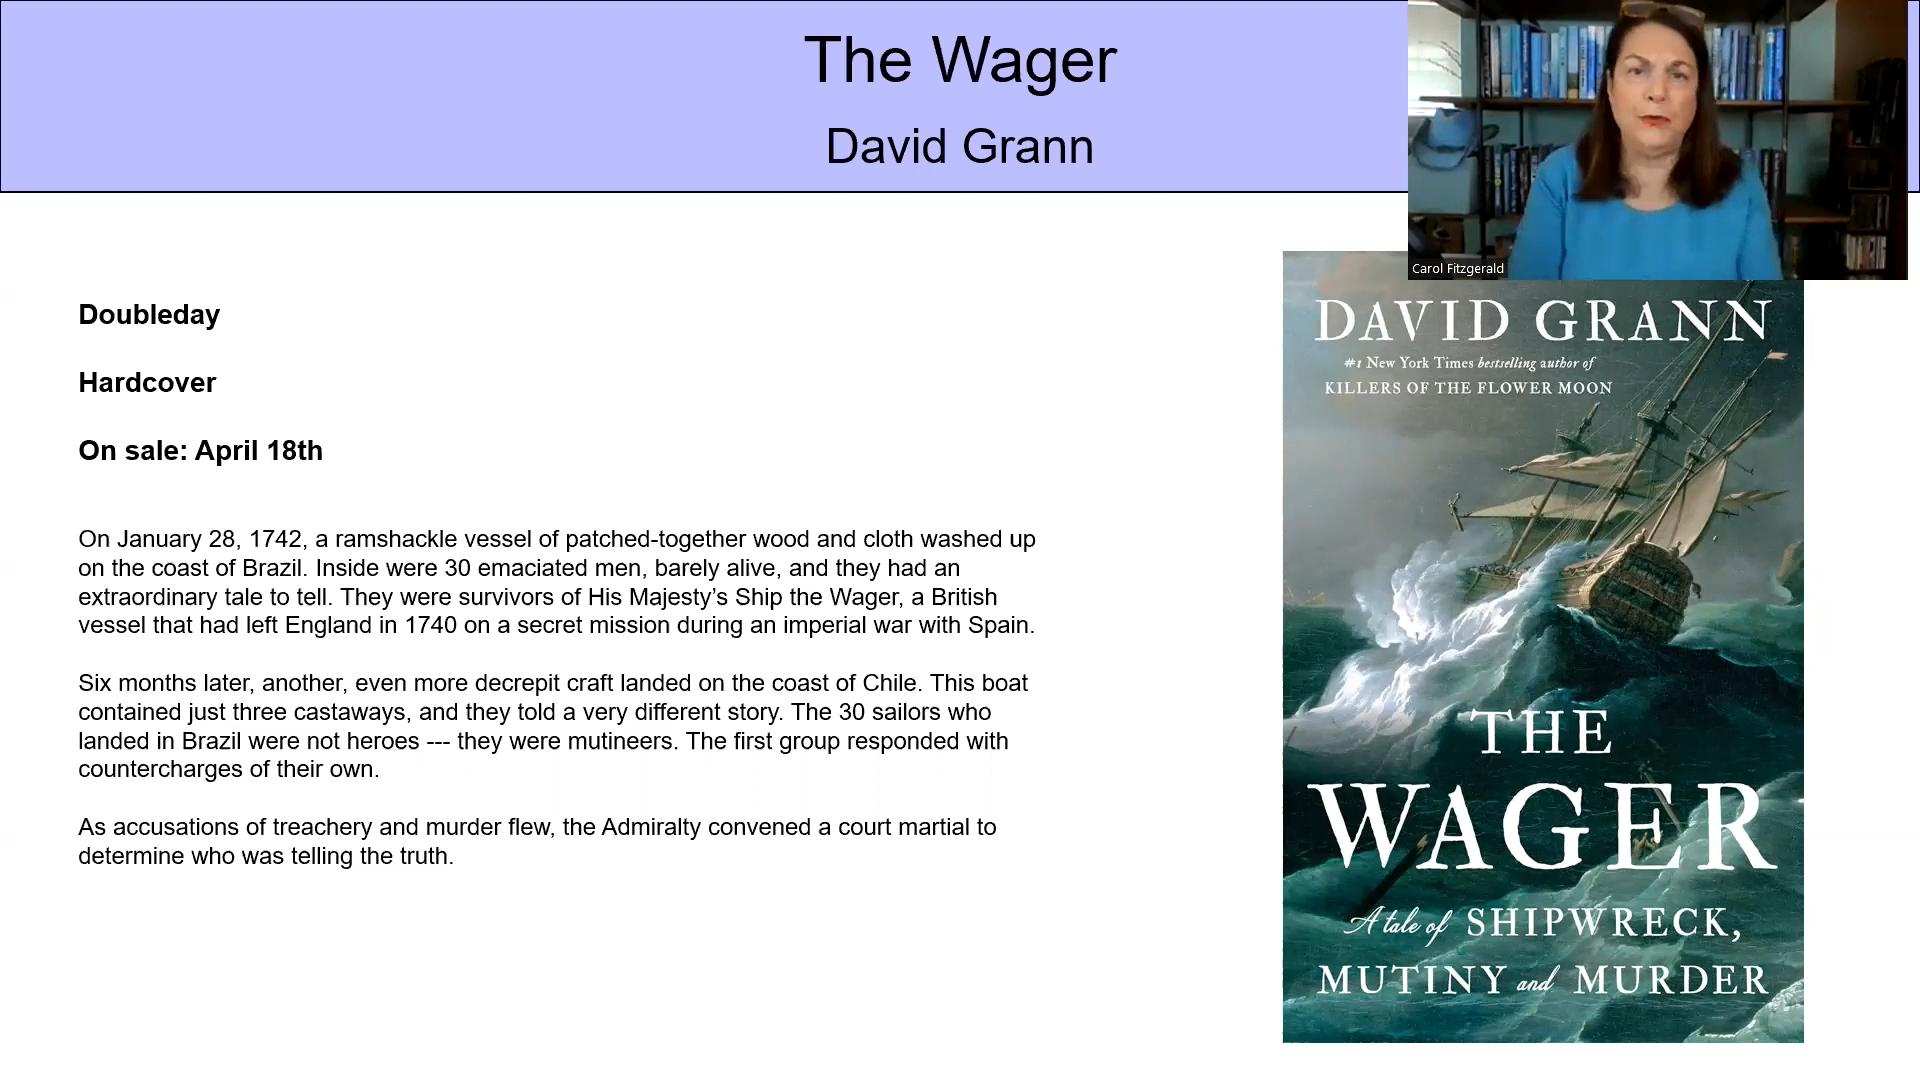 The Wager
David Grann
Carol Fitzgerald
Doubleday
Hardcover
On sale: April 18th
On January 28, 1742, a ramshackle vessel of patched-together wood and cloth washed up
on the coast of Brazil. Inside were 30 emaciated men, barely alive, and they had an
extraordinary tale to tell. They were survivors of His Majesty’s Ship the Wager, a British
vessel that had left England in 1740 on a secret mission during an imperial war with Spain.
Six months later, another, even more decrepit craft landed on the coast of Chile. This boat
contained just three castaways, and they told a very different story. The 30 sailors who
landed in Brazil were not heroes --- they were mutineers. The first group responded with
countercharges of their own.
As accusations of treachery and murder flew, the Admiralty convened a court martial to
determine who was telling the truth.
DAVID GRANN
#1 New York Times bestselling author of
KILLERS OF THE FLOWER MOON
THE
WAGER
A tale of SHIPWRECK,
MUTINY and MURDER